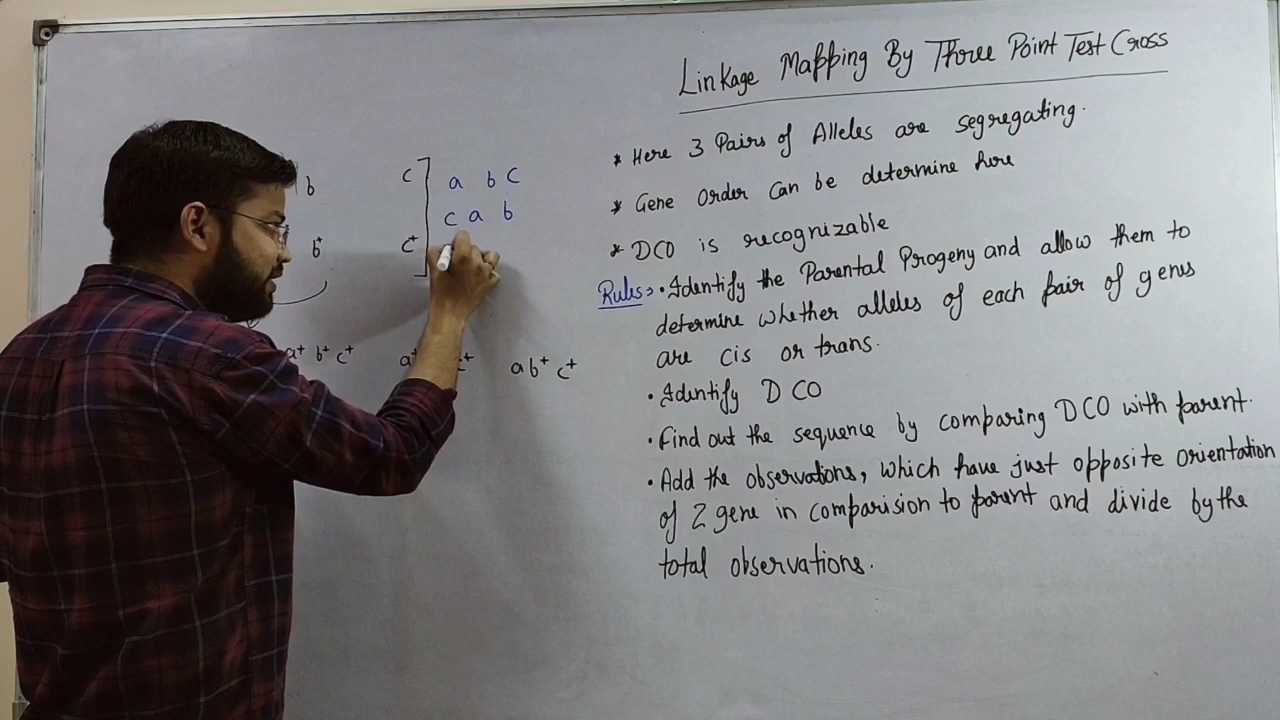 Linkage Mapping By Three Point Test Cross
* Here 3 Pairs of Alleles are segregating.
* Gene Order Can be determine here
* DCO is recognizable
Rules:- • Identify the Parental Progeny and allow them to
determine whether alleles of each pair of genes
are cis or trans.
• Identify DCO
• Find out the sequence by comparing DCO with parent.
• Add the observations, which have just opposite orientation
of 2 gene in comparision to parent and divide by the
total observations.
b c
a b c
c a b
b⁺ c⁺
a⁺ b⁺ c⁺
a b⁺ c⁺